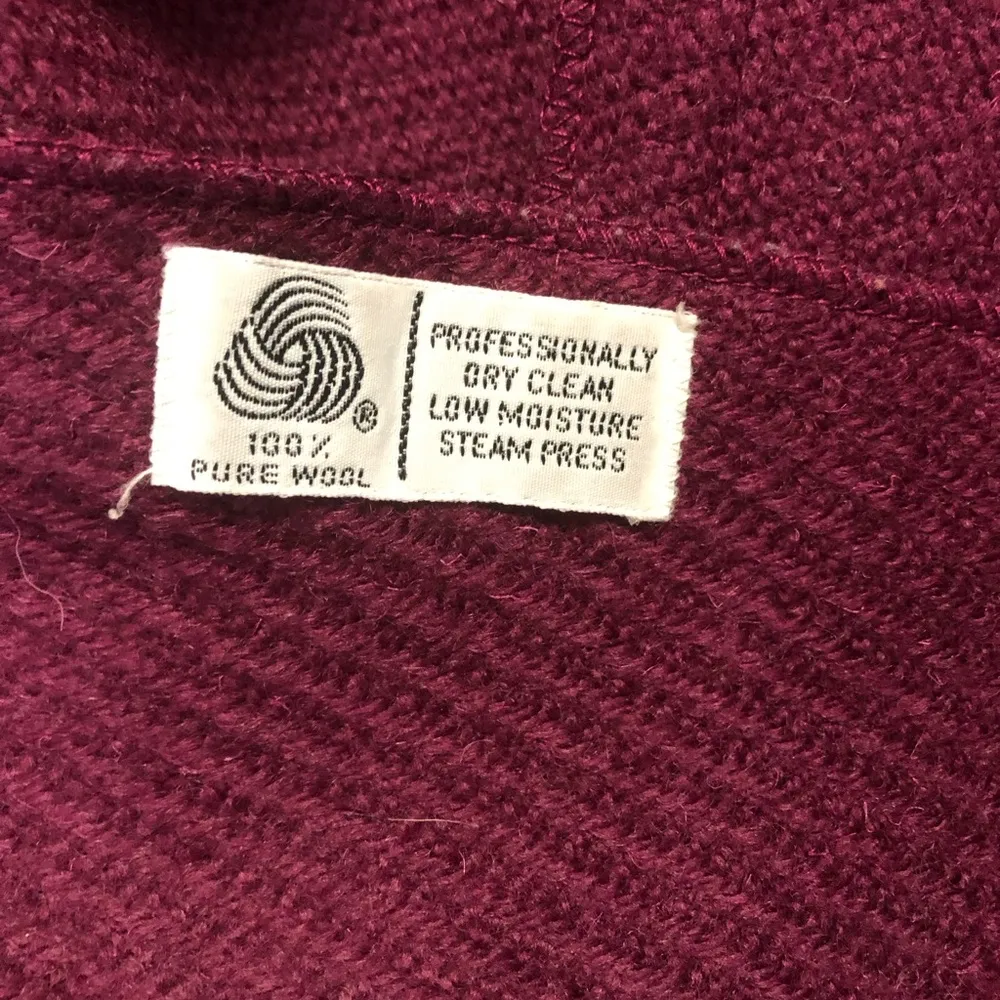 ®
100%
PURE WOOL
PROFESSIONALLY
DRY CLEAN
LOW MOISTURE
STEAM PRESS